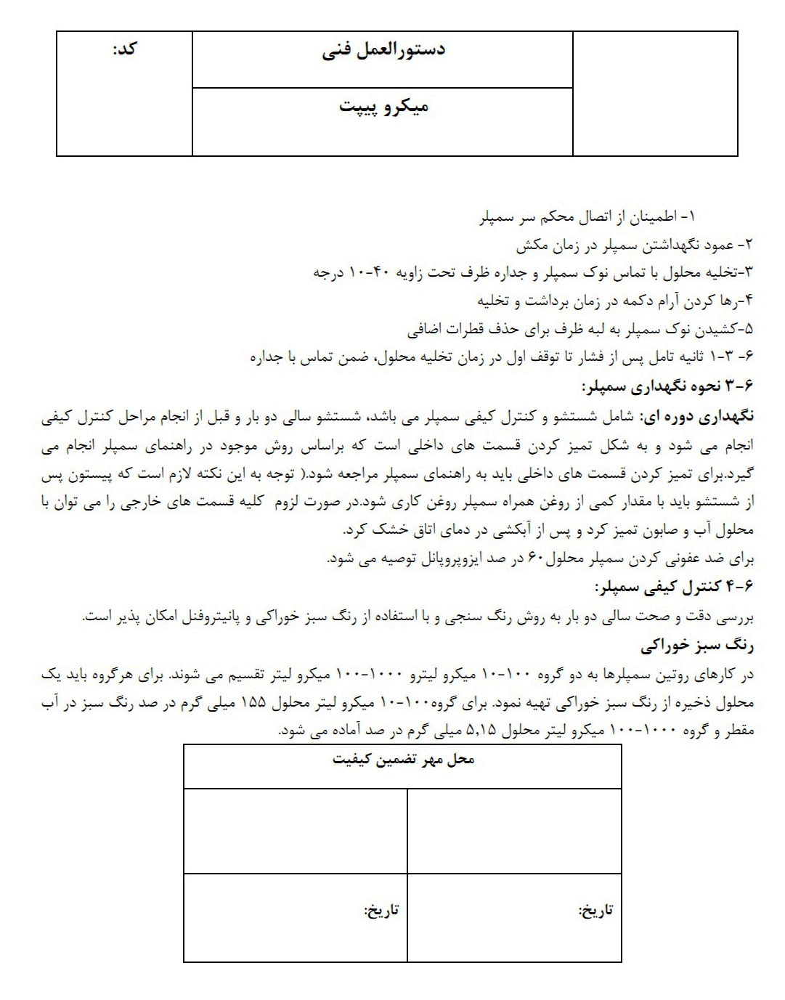 دستورالعمل فنی
کد:
میکرو پیپت
۱- اطمینان از اتصال محکم سر سمپلر
۲- عمود نگهداشتن سمپلر در زمان مکش
۳-تخلیه محلول با تماس نوک سمپلر و جداره ظرف تحت زاویه ۴۰-۱۰ درجه
۴-رها کردن آرام دکمه در زمان برداشت و تخلیه
۵-کشیدن نوک سمپلر به لبه ظرف برای حذف قطرات اضافی
۶- ۳-۱ ثانیه تامل پس از فشار تا توقف اول در زمان تخلیه محلول، ضمن تماس با جداره
۶-۳ نحوه نگهداری سمپلر:
نگهداری دوره ای: شامل شستشو و کنترل کیفی سمپلر می باشد، شستشو سالی دو بار و قبل از انجام مراحل کنترل کیفی
انجام می شود و به شکل تمیز کردن قسمت های داخلی است که براساس روش موجود در راهنمای سمپلر انجام می
گیرد.برای تمیز کردن قسمت های داخلی باید به راهنمای سمپلر مراجعه شود.( توجه به این نکته لازم است که پیستون پس
از شستشو باید با مقدار کمی از روغن همراه سمپلر روغن کاری شود.در صورت لزوم کلیه قسمت های خارجی را می توان با
محلول آب و صابون تمیز کرد و پس از آبکشی در دمای اتاق خشک کرد.
برای ضد عفونی کردن سمپلر محلول۶۰ در صد ایزوپروپانل توصیه می شود.
۶-۴ کنترل کیفی سمپلر:
بررسی دقت و صحت سالی دو بار به روش رنگ سنجی و با استفاده از رنگ سبز خوراکی و پانیتروفنل امکان پذیر است.
رنگ سبز خوراکی
در کارهای روتین سمپلرها به دو گروه ۱۰۰-۱۰ میکرو لیترو ۱۰۰۰-۱۰۰ میکرو لیتر تقسیم می شوند. برای هرگروه باید یک
محلول ذخیره از رنگ سبز خوراکی تهیه نمود. برای گروه۱۰۰-۱۰ میکرو لیتر محلول ۱۵۵ میلی گرم در صد رنگ سبز در آب
مقطر و گروه ۱۰۰۰-۱۰۰ میکرو لیتر محلول ۵,۱۵ میلی گرم در صد آماده می شود.
محل مهر تضمین کیفیت
تاریخ:
تاریخ: